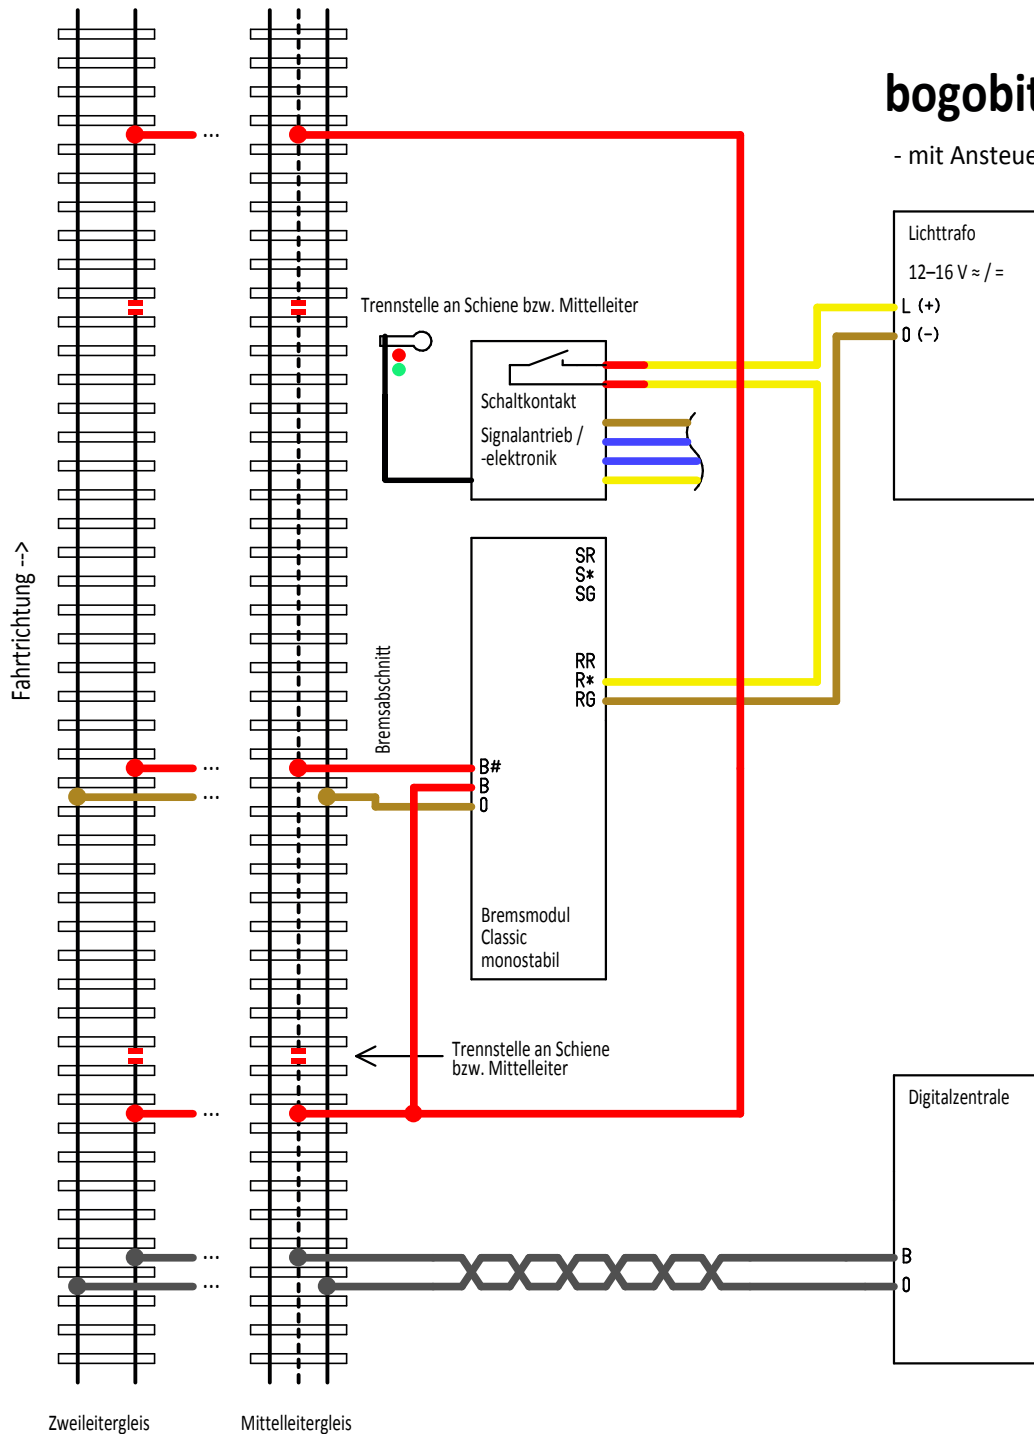 bogobit
- mit Ansteue
...
Lichttrafo
12–16 V ≈ / =
L (+)
0 (-)
Trennstelle an Schiene bzw. Mittelleiter
...
Schaltkontakt
Signalantrieb /
-elektronik
Fahrtrichtung -->
SR
S*
SG
RR
R*
RG
Bremsabschnitt
...
...
B#
B
0
Bremsmodul
Classic
monostabil
Trennstelle an Schiene
bzw. Mittelleiter
Digitalzentrale
...
...
B
0
Zweileitergleis
Mittelleitergleis